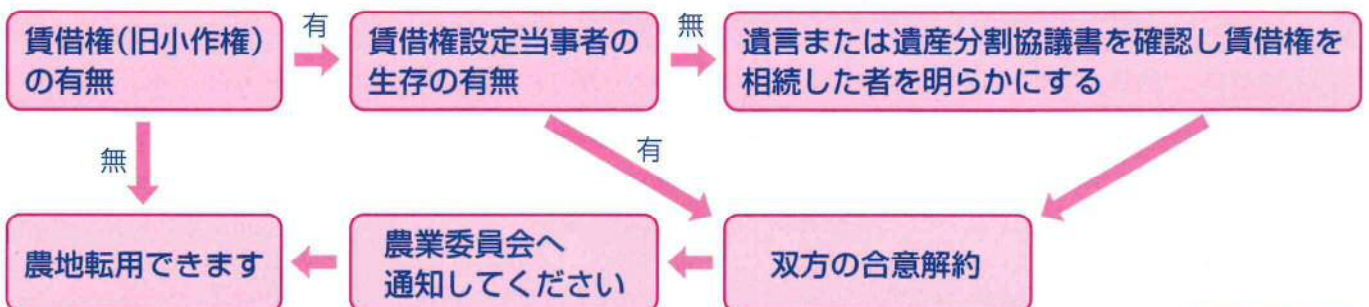 賃借権(旧小作権)
の有無
有
賃借権設定当事者の
生存の有無
無
遺言または遺産分割協議書を確認し賃借権を
相続した者を明らかにする
無
有
農地転用できます
農業委員会へ
通知してください
双方の合意解約